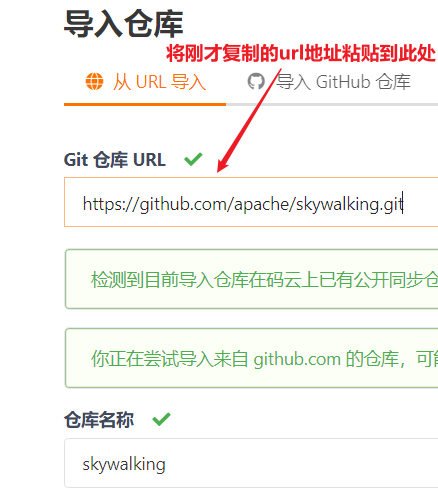 导入仓库
将刚才复制的url地址粘贴到此处
从 URL 导入
导入 GitHub 仓库
Git 仓库 URL
https://github.com/apache/skywalking.git
检测到目前导入仓库在码云上已有公开同步仓
你正在尝试导入来自 github.com 的仓库，可能
仓库名称
skywalking